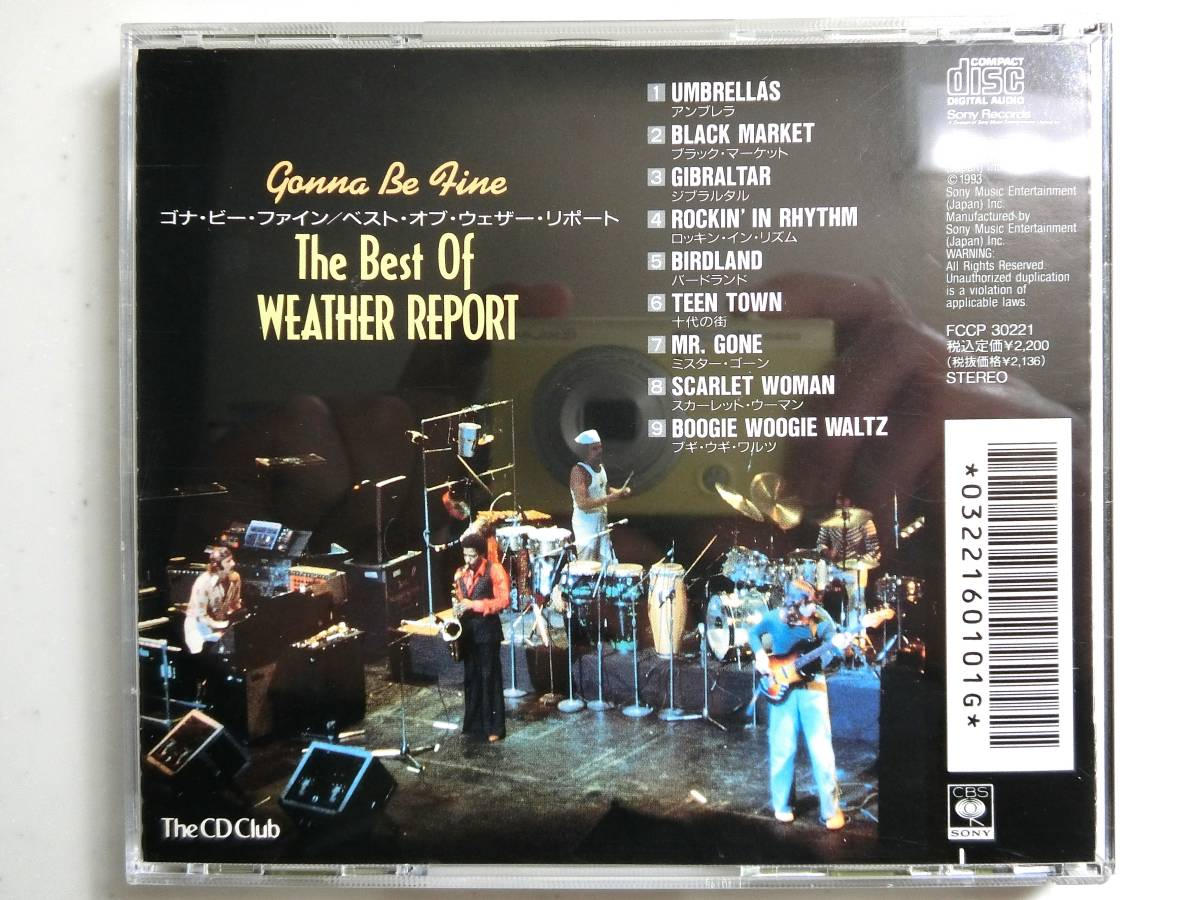 Gonna Be Fine
ゴナ・ビー・ファイン/ベスト・オブ・ウェザー・リポート
The Best Of
WEATHER REPORT
1 UMBRELLAS
アンブレラ
2 BLACK MARKET
ブラック・マーケット
3 GIBRALTAR
ジブラルタル
4 ROCKIN' IN RHYTHM
ロッキン・イン・リズム
5 BIRDLAND
バードランド
6 TEEN TOWN
十代の街
7 MR. GONE
ミスター・ゴーン
8 SCARLET WOMAN
スカーレット・ウーマン
9 BOOGIE WOOGIE WALTZ
ブギ・ウギ・ワルツ
COMPACT
disc
DIGITAL AUDIO
Sony Records
©1993
Sony Music Entertainment
(Japan) Inc.
Manufactured by
Sony Music Entertainment
(Japan) Inc.
WARNING:
All Rights Reserved.
Unauthorized duplication
is a violation of
applicable laws.
FCCP 30221
税込定価¥2,200
(税抜価格¥2,136)
STEREO
*0322160101G*
CBS
SONY
The CD Club